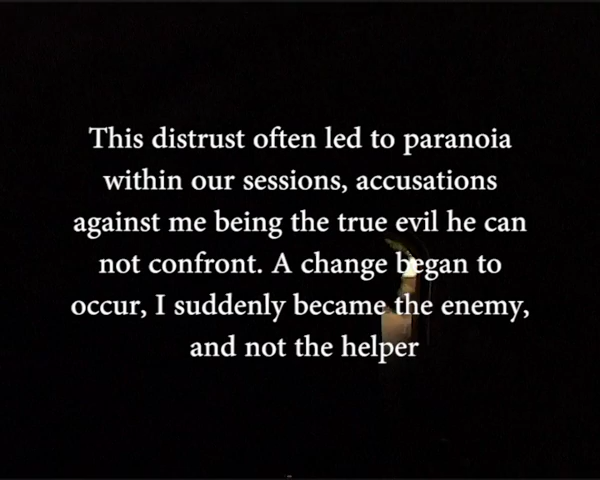 This distrust often led to paranoia
within our sessions, accusations
against me being the true evil he can
not confront. A change began to
occur, I suddenly became the enemy,
and not the helper